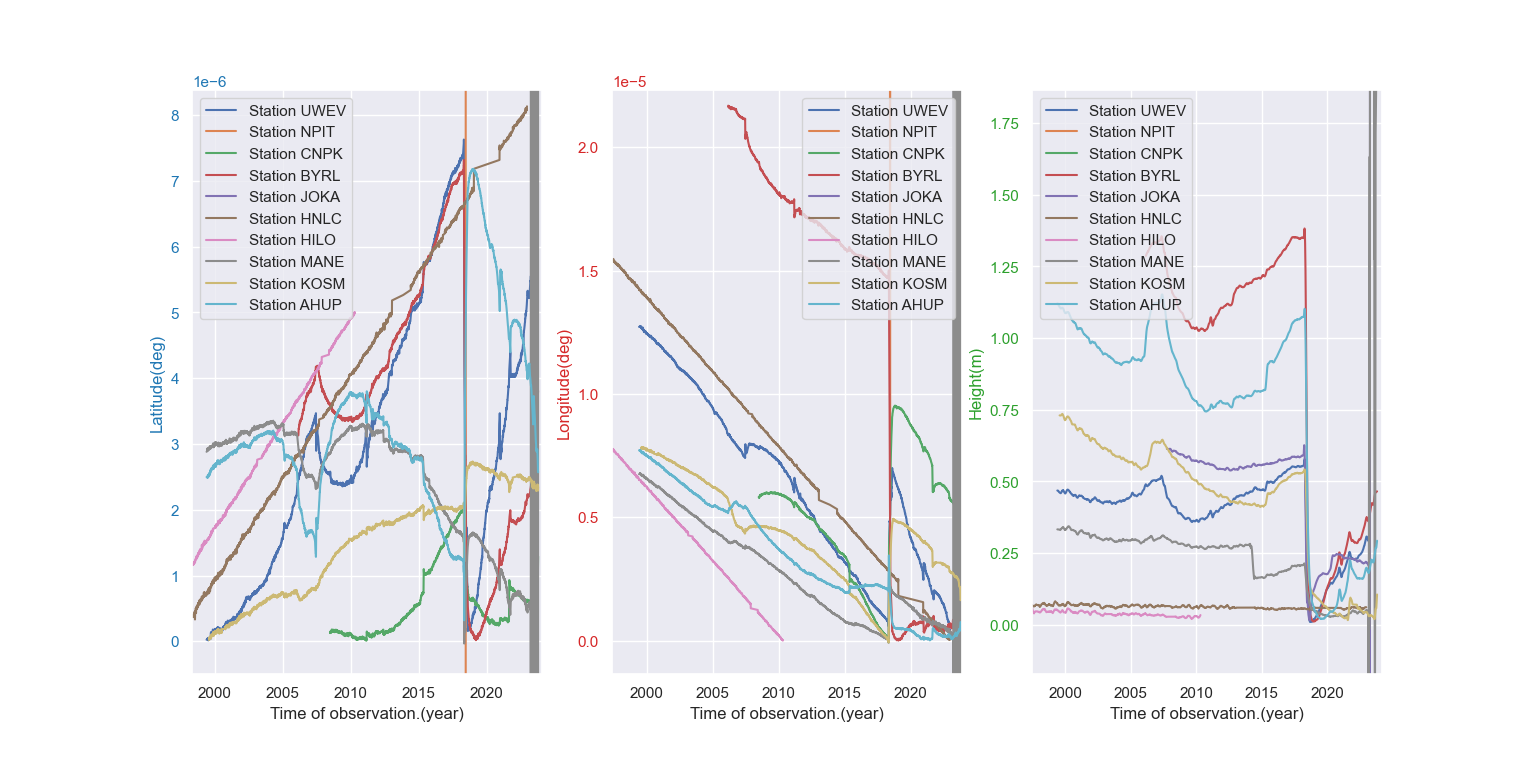 1e−6
8
7
6
5
4
3
2
1
0
Latitude(deg)
2000
2005
2010
2015
2020
Time of observation.(year)
Station UWEV
Station NPIT
Station CNPK
Station BYRL
Station JOKA
Station HNLC
Station HILO
Station MANE
Station KOSM
Station AHUP
1e−5
2.0
1.5
1.0
0.5
0.0
Longitude(deg)
2000
2005
2010
2015
2020
Time of observation.(year)
Station UWEV
Station NPIT
Station CNPK
Station BYRL
Station JOKA
Station HNLC
Station HILO
Station MANE
Station KOSM
Station AHUP
1.75
1.50
1.25
1.00
0.75
0.50
0.25
0.00
Height(m)
2000
2005
2010
2015
2020
Time of observation.(year)
Station UWEV
Station NPIT
Station CNPK
Station BYRL
Station JOKA
Station HNLC
Station HILO
Station MANE
Station KOSM
Station AHUP